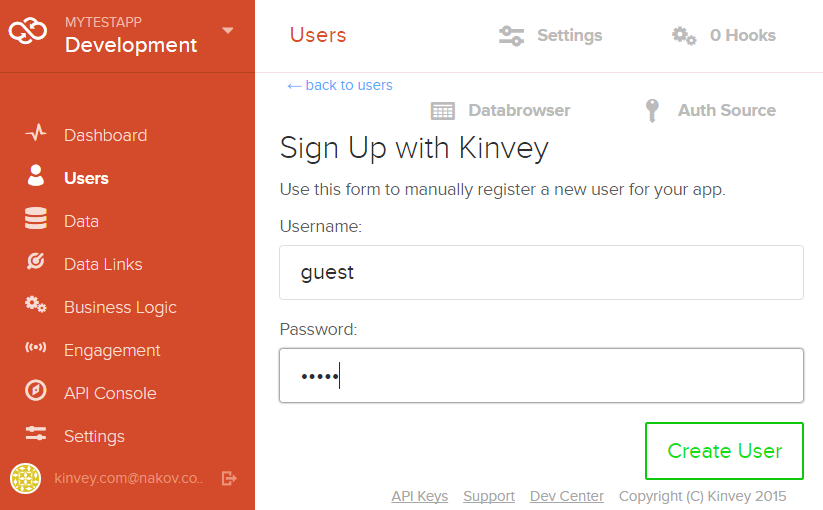 MYTESTAPP
Development
Dashboard
Users
Data
Data Links
Business Logic
Engagement
API Console
Settings
kinvey.com@nakov.co..
Users
Settings
0 Hooks
← back to users
Databrowser
Auth Source
Sign Up with Kinvey
Use this form to manually register a new user for your app.
Username:
guest
Password:
•••••
Create User
API Keys Support Dev Center Copyright (C) Kinvey 2015